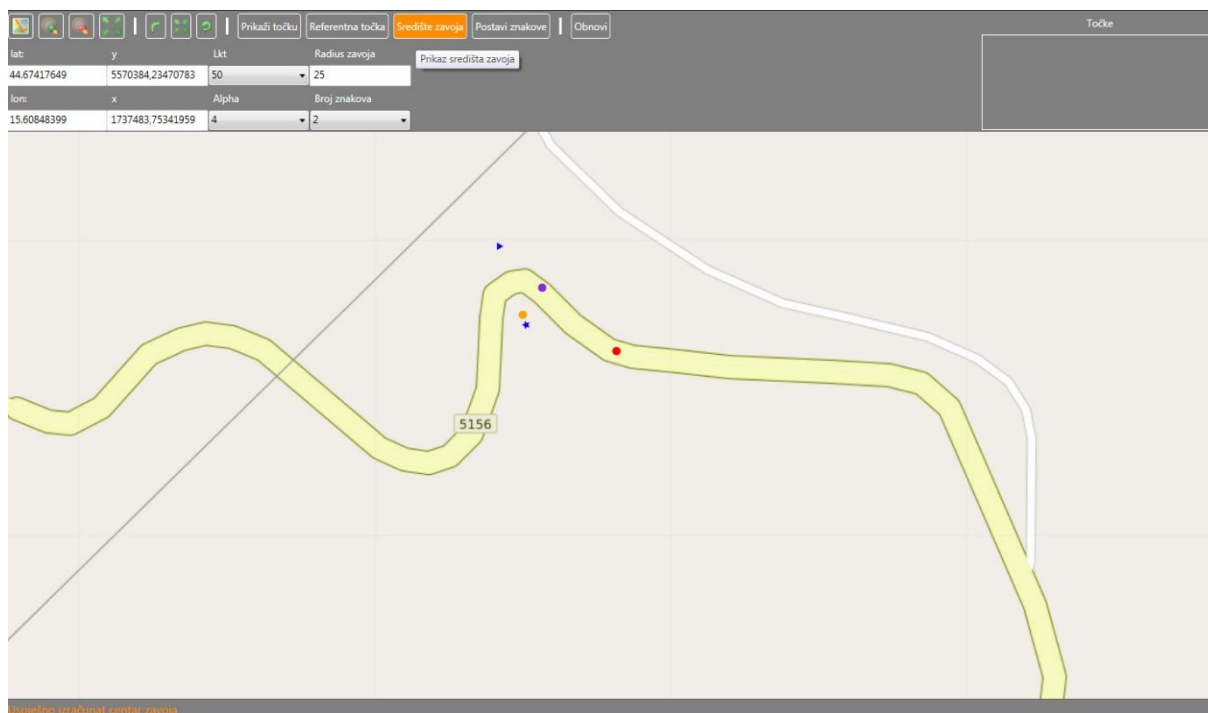 Prikaži točku Referentna točka Središte zavoja Postavi znakove Obnovi Točke
lat: y Lkt Radius zavoja
Prikaz središta zavoja
44.67417649 5570384,23470783 50 25
lon: x Alpha Broj znakova
15.60848399 1737483,75341959 4 2
5156
Uspješno izračunat centar zavoja